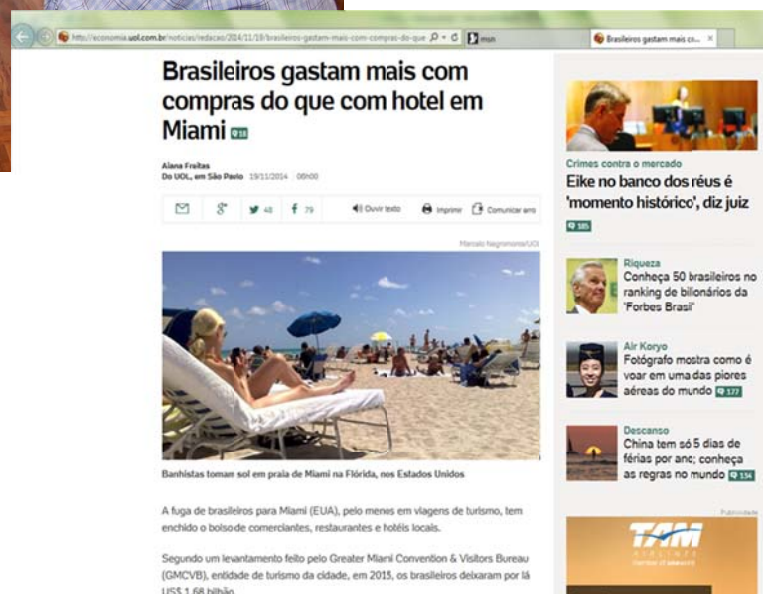 http://economia.uol.com.br/noticias/redacao/2014/11/19/brasileiros-gastam-mais-com-compras-do-que
msn
Brasileiros gastam mais c...
Brasileiros gastam mais com
compras do que com hotel em
Miami 18
Aiana Freitas
Do UOL, em São Paulo 19/11/2014 06h00
48
79
Ouvir texto
Imprimir
Comunicar erro
Banhistas tomam sol em praia de Miami na Flórida, nos Estados Unidos
A fuga de brasileiros para Miami (EUA), pelo menos em viagens de turismo, tem
enchido o bolso de comerciantes, restaurantes e hotéis locais.
Segundo um levantamento feito pelo Greater Miami Convention & Visitors Bureau
(GMCVB), entidade de turismo da cidade, em 2013, os brasileiros deixaram por lá
US$ 1,68 bilhão
Crimes contra o mercado
Eike no banco dos réus é
'momento histórico', diz juiz
185
Riqueza
Conheça 50 brasileiros no
ranking de bilionários da
'Forbes Brasil'
Air Koryo
Fotógrafo mostra como é
voar em uma das piores
aéreas do mundo 177
Descanso
China tem só 5 dias de
férias por ano; conheça
as regras no mundo 134
Publicidade
TAM
AIRLINES